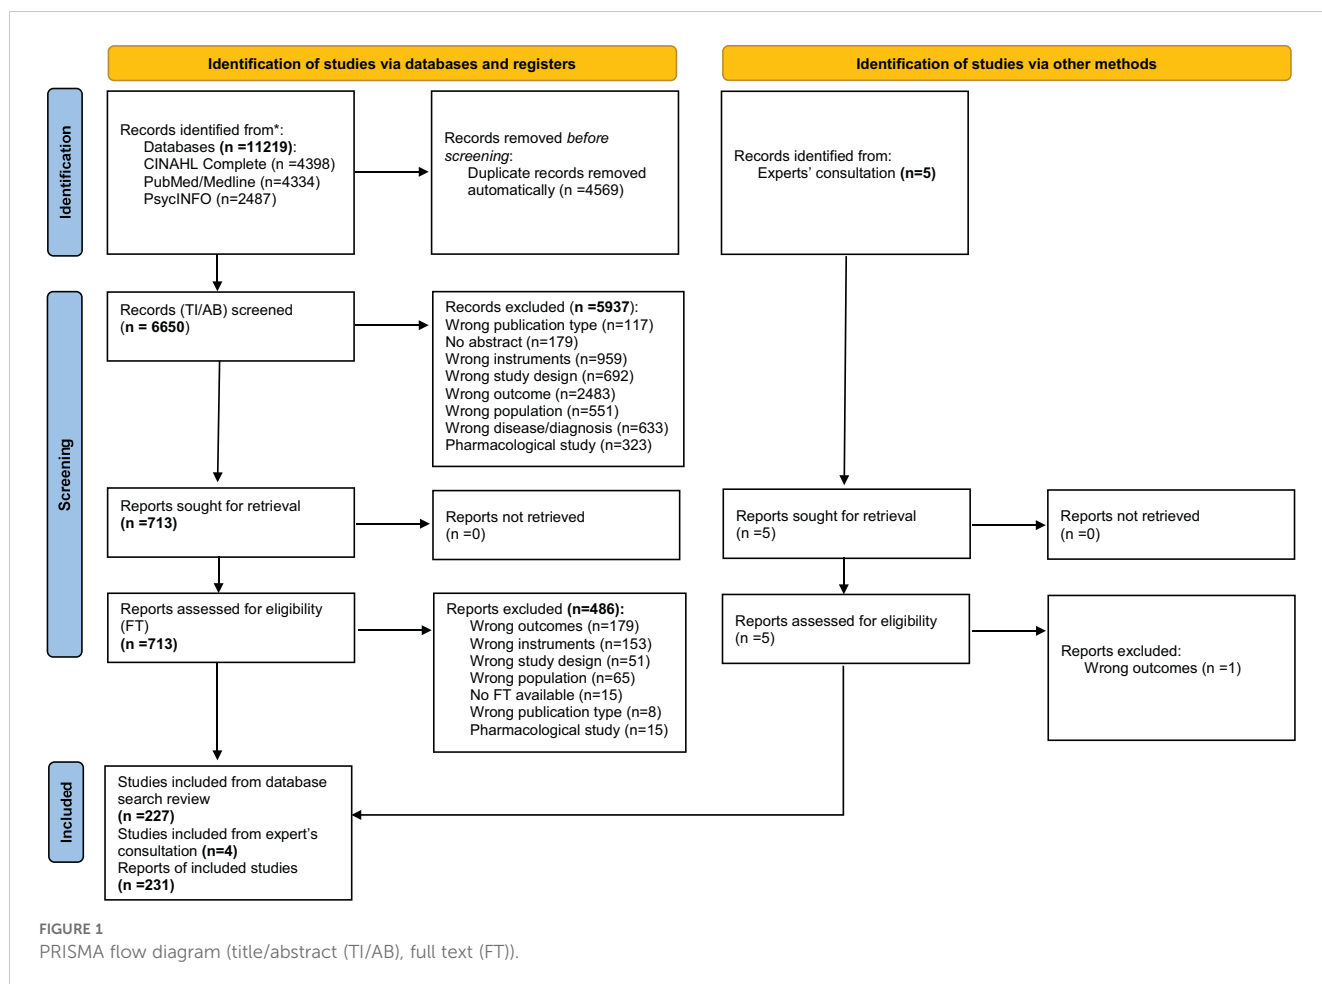 Identification of studies via databases and registers
Identification of studies via other methods
Identification
Records identified from*:
Databases (n =11219):
CINAHL Complete (n =4398)
PubMed/Medline (n=4334)
PsycINFO (n=2487)
Records removed before
screening:
Duplicate records removed
automatically (n =4569)
Records identified from:
Experts' consultation (n=5)
Screening
Records (TI/AB) screened
(n = 6650)
Records excluded (n =5937):
Wrong publication type (n=117)
No abstract (n=179)
Wrong instruments (n=959)
Wrong study design (n=692)
Wrong outcome (n=2483)
Wrong population (n=551)
Wrong disease/diagnosis (n=633)
Pharmacological study (n=323)
Reports sought for retrieval
(n =713)
Reports not retrieved
(n =0)
Reports sought for retrieval
(n =5)
Reports not retrieved
(n =0)
Reports assessed for eligibility
(FT)
(n =713)
Reports excluded (n=486):
Wrong outcomes (n=179)
Wrong instruments (n=153)
Wrong study design (n=51)
Wrong population (n=65)
No FT available (n=15)
Wrong publication type (n=8)
Pharmacological study (n=15)
Reports assessed for eligibility
(n =5)
Reports excluded:
Wrong outcomes (n =1)
Included
Studies included from database
search review
(n =227)
Studies included from expert's
consultation (n=4)
Reports of included studies
(n =231)
FIGURE 1
PRISMA flow diagram (title/abstract (TI/AB), full text (FT)).